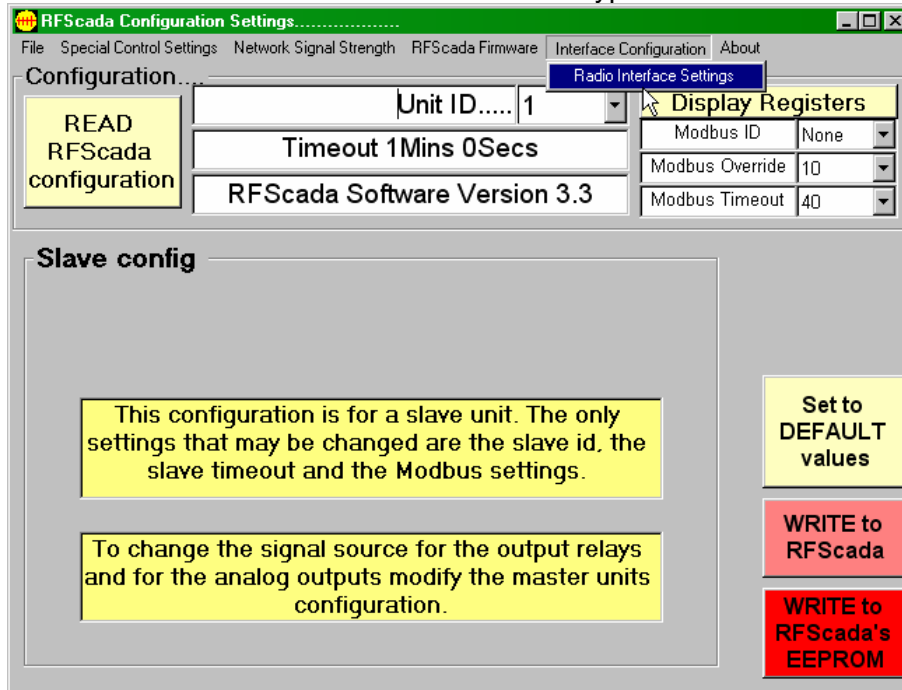 RFScada Configuration Settings...................
File Special Control Settings Network Signal Strength RFScada Firmware Interface Configuration About
Radio Interface Settings
Configuration....
READ
RFScada
configuration
Unit ID..... 1
Timeout 1Mins 0Secs
RFScada Software Version 3.3
Display Registers
Modbus ID None
Modbus Override 10
Modbus Timeout 40
Slave config
This configuration is for a slave unit. The only
settings that may be changed are the slave id, the
slave timeout and the Modbus settings.
To change the signal source for the output relays
and for the analog outputs modify the master units
configuration.
Set to
DEFAULT
values
WRITE to
RFScada
WRITE to
RFScada's
EEPROM